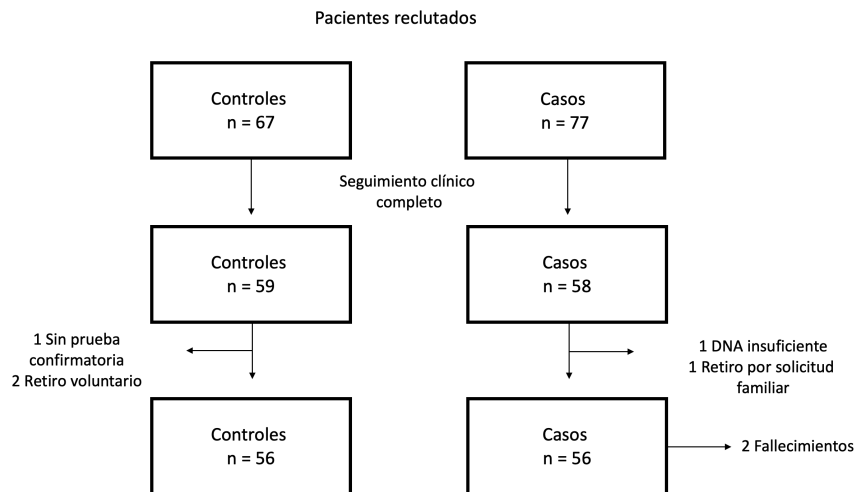 Pacientes reclutados
Controles
n = 67
Casos
n = 77
Seguimiento clínico
completo
Controles
n = 59
Casos
n = 58
1 Sin prueba
confirmatoria
2 Retiro voluntario
1 DNA insuficiente
1 Retiro por solicitud
familiar
Controles
n = 56
Casos
n = 56
2 Fallecimientos